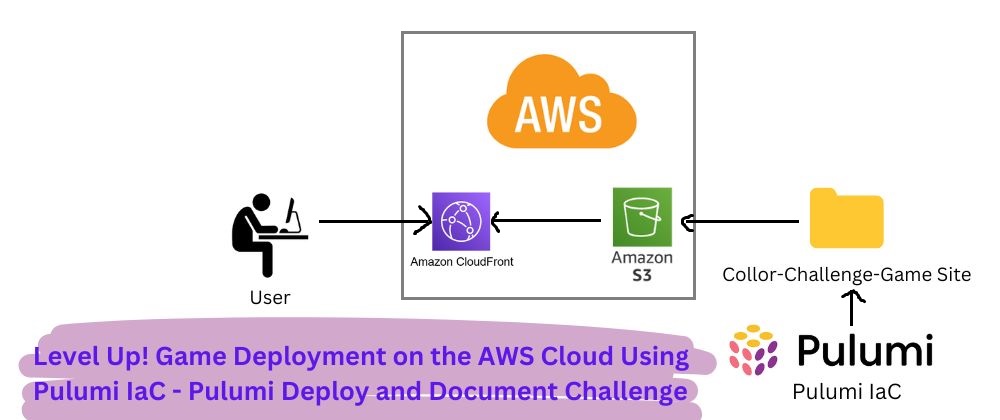 AWS
Amazon CloudFront
Amazon
S3
User
Collor-Challenge-Game Site
Pulumi
Pulumi IaC
Level Up! Game Deployment on the AWS Cloud Using
Pulumi IaC - Pulumi Deploy and Document Challenge